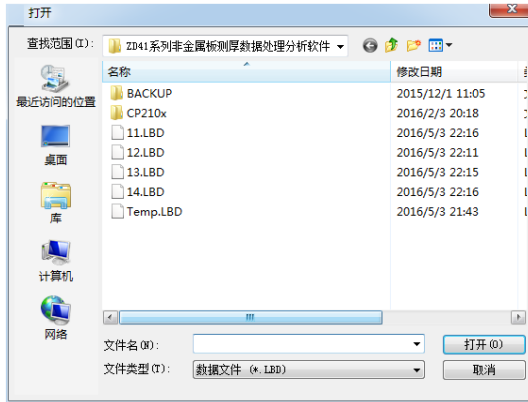 打开
查找范围(I):
ZD41系列非金属板测厚数据处理分析软件
名称
修改日期
BACKUP
2015/12/1 11:05
CP210x
2016/2/3 20:18
11.LBD
2016/5/3 22:16
12.LBD
2016/5/3 22:11
13.LBD
2016/5/3 22:15
14.LBD
2016/5/3 22:16
Temp.LBD
2016/5/3 21:43
最近访问的位置
桌面
库
计算机
网络
文件名(N):
打开(O)
文件类型(T):
数据文件 (*.LBD)
取消